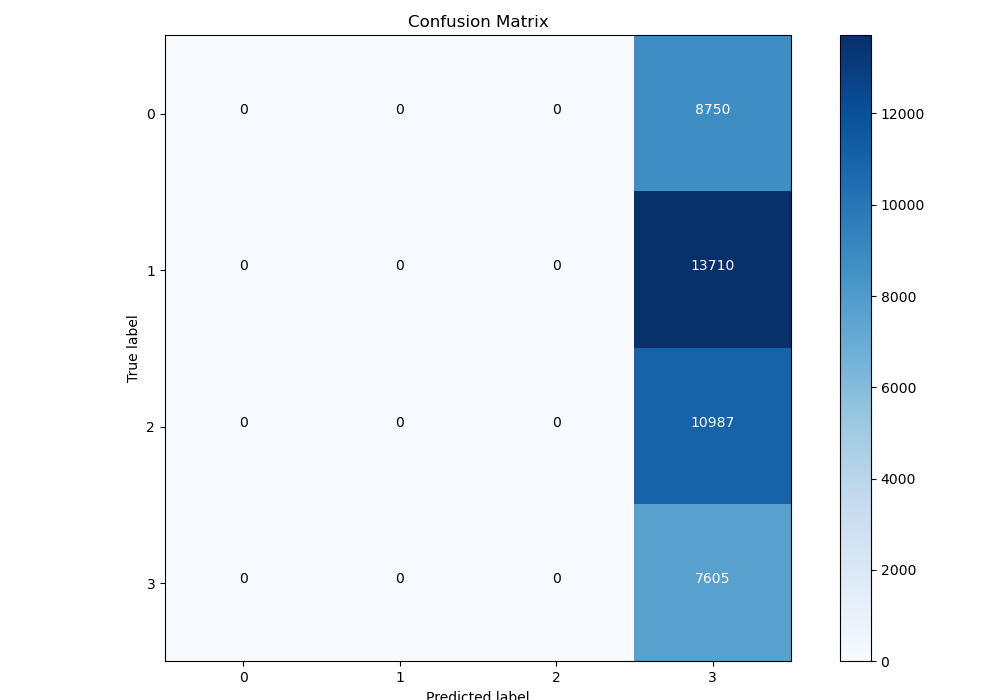 Confusion Matrix
0 0 0 0 8750
1 0 0 0 13710
2 0 0 0 10987
3 0 0 0 7605
0 1 2 3
True label
Predicted label
12000
10000
8000
6000
4000
2000
0